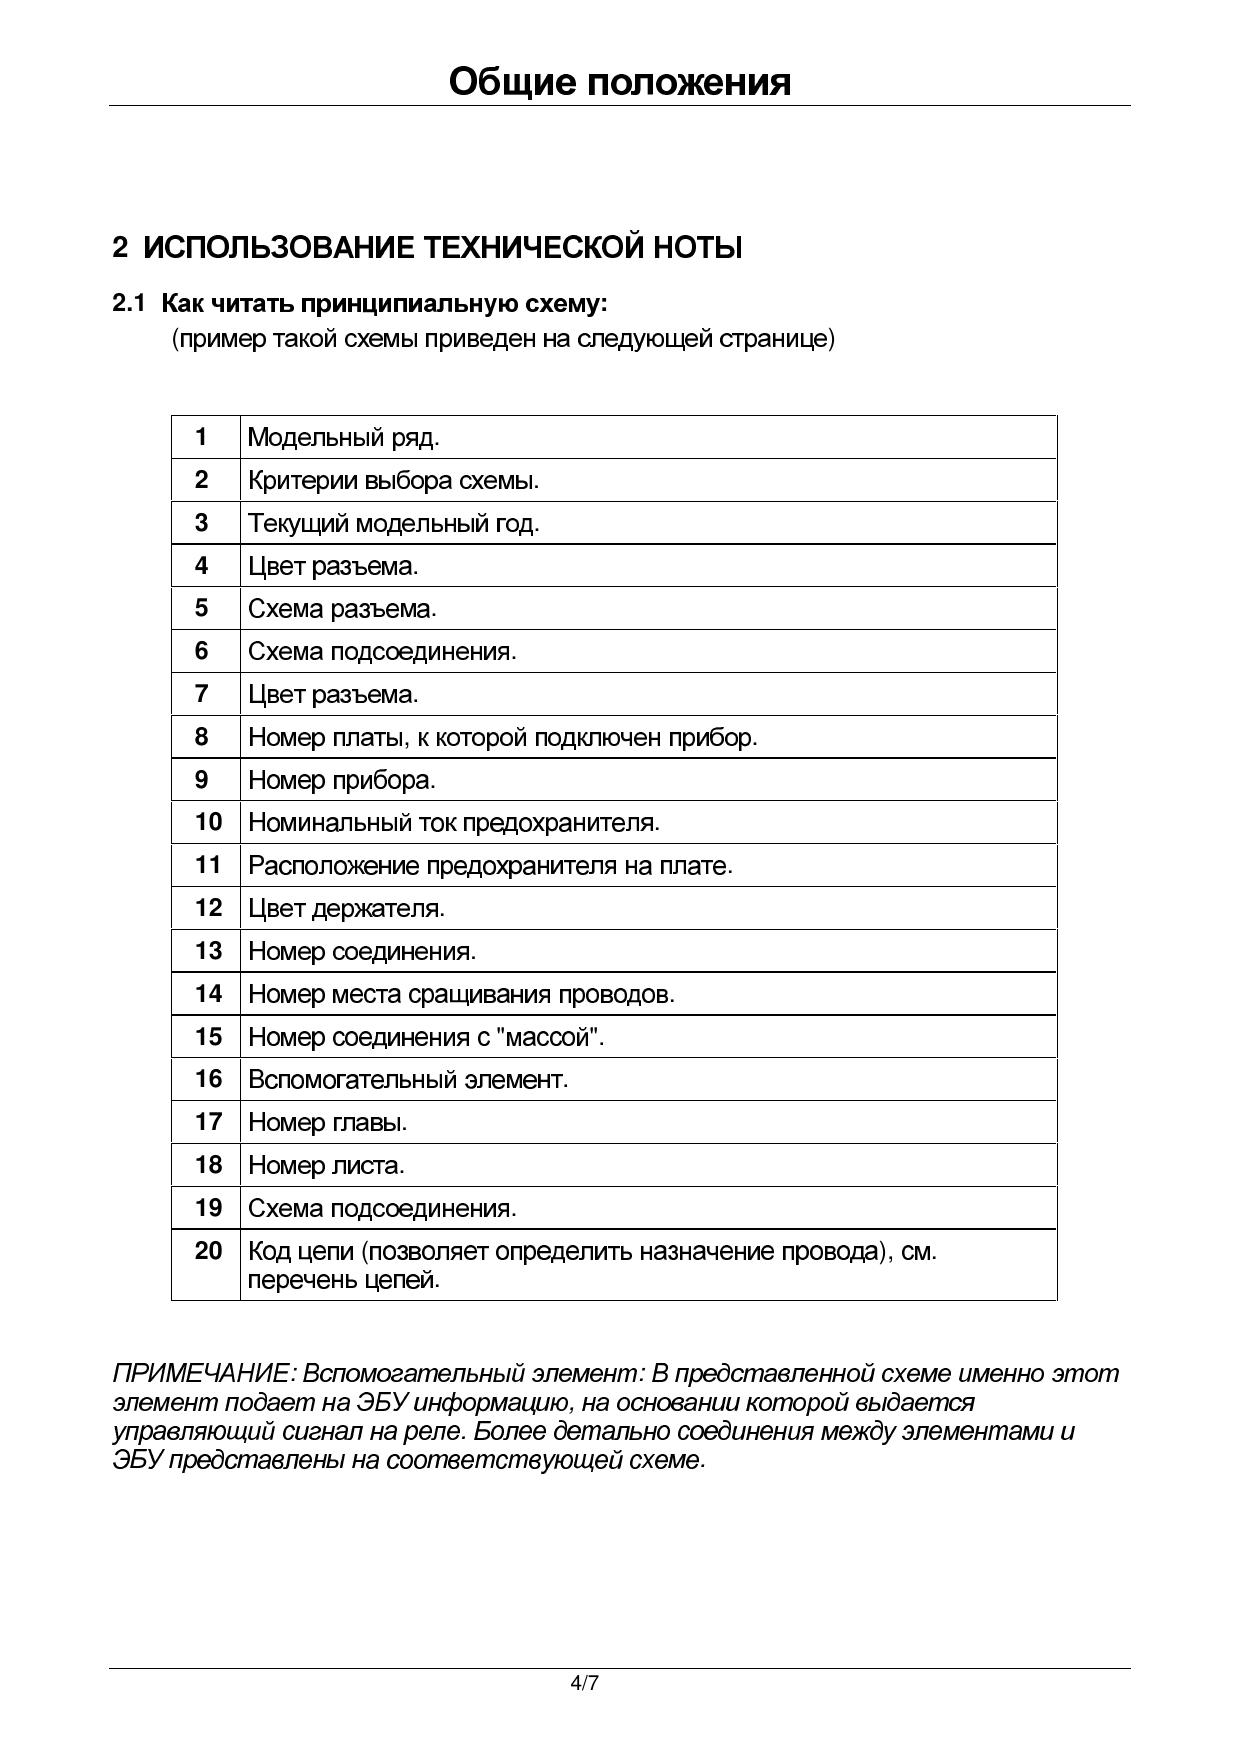 Общие положения
2 ИСПОЛЬЗОВАНИЕ ТЕХНИЧЕСКОЙ НОТЫ
2.1 Как читать принципиальную схему:
(пример такой схемы приведен на следующей странице)
1 Модельный ряд.
2 Критерии выбора схемы.
3 Текущий модельный год.
4 Цвет разъема.
5 Схема разъема.
6 Схема подсоединения.
7 Цвет разъема.
8 Номер платы, к которой подключен прибор.
9 Номер прибора.
10 Номинальный ток предохранителя.
11 Расположение предохранителя на плате.
12 Цвет держателя.
13 Номер соединения.
14 Номер места сращивания проводов.
15 Номер соединения с "массой".
16 Вспомогательный элемент.
17 Номер главы.
18 Номер листа.
19 Схема подсоединения.
20 Код цепи (позволяет определить назначение провода), см.
перечень цепей.
ПРИМЕЧАНИЕ: Вспомогательный элемент: В представленной схеме именно этот
элемент подает на ЭБУ информацию, на основании которой выдается
управляющий сигнал на реле. Более детально соединения между элементами и
ЭБУ представлены на соответствующей схеме.
4/7